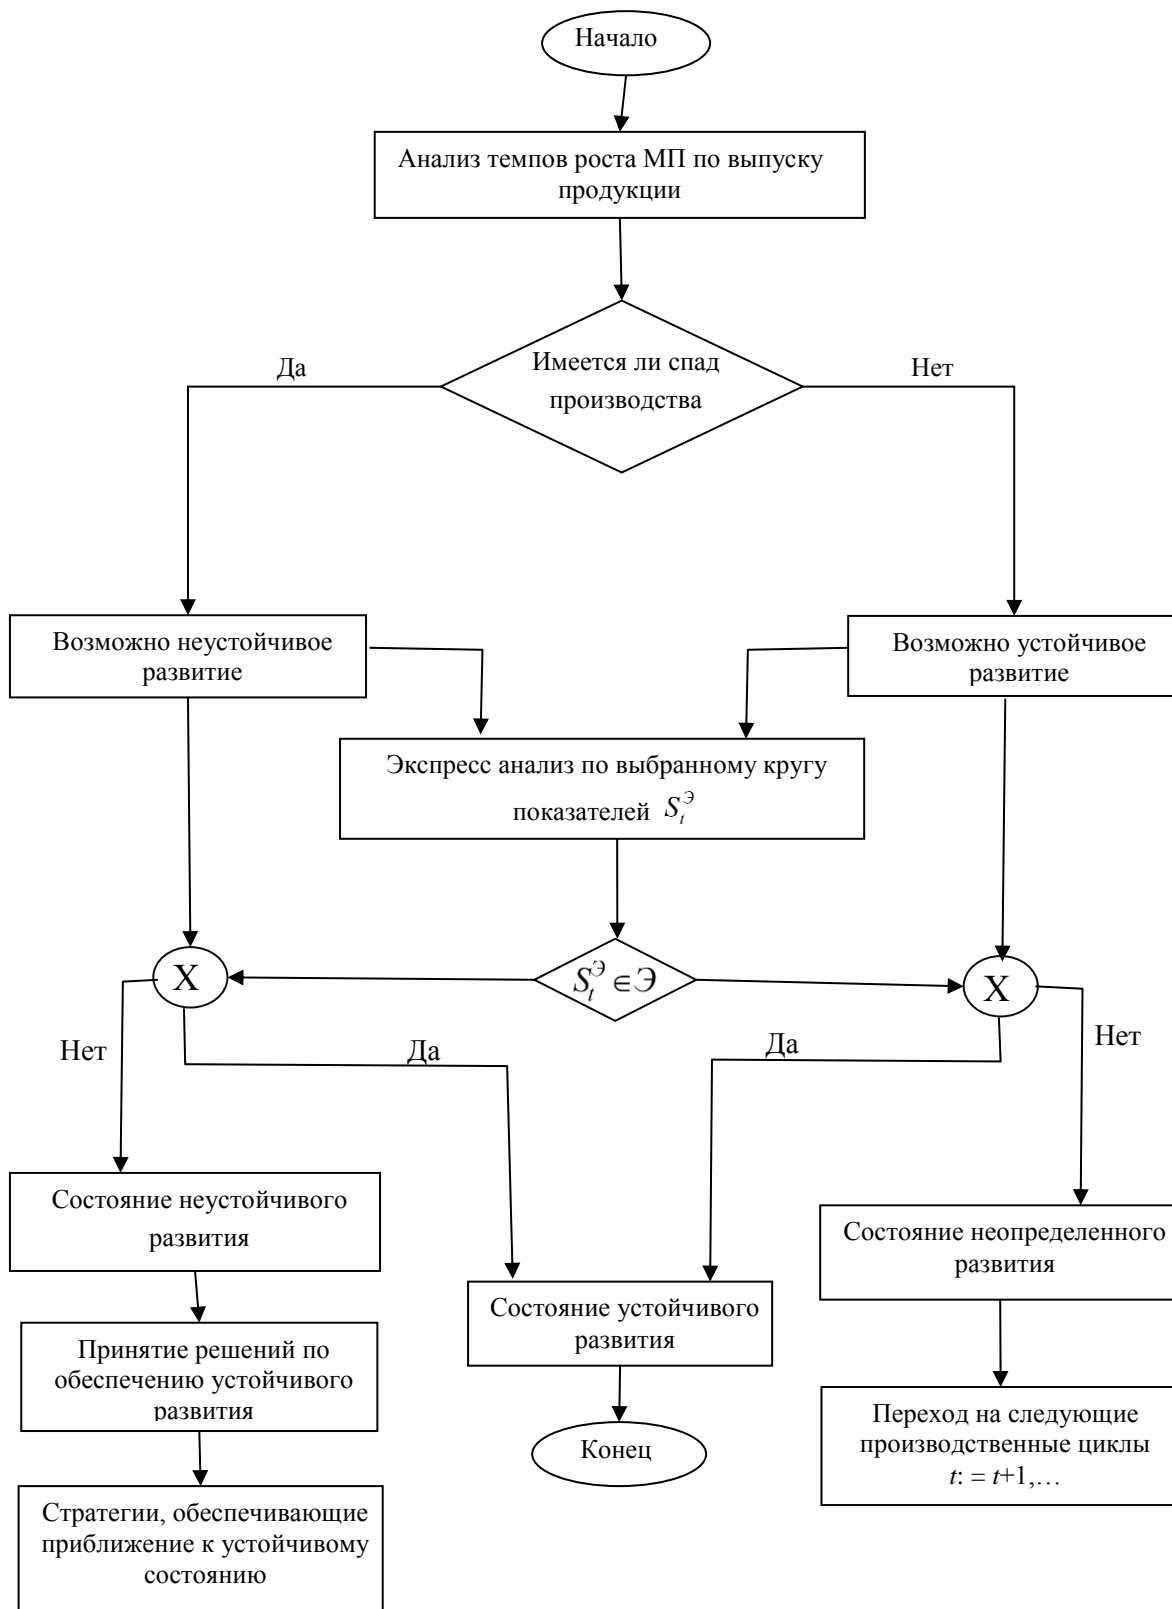 Начало
Анализ темпов роста МП по выпуску
продукции
Имеется ли спад
производства
Да
Нет
Возможно неустойчивое
развитие
Возможно устойчивое
развитие
Экспресс анализ по выбранному кругу
показателей $S_t^Э$
X
$S_t^Э \in Э$
X
Нет
Да
Да
Нет
Состояние неустойчивого
развития
Состояние неопределенного
развития
Состояние устойчивого
развития
Принятие решений по
обеспечению устойчивого
развития
Переход на следующие
производственные циклы
t: = t+1,…
Конец
Стратегии, обеспечивающие
приближение к устойчивому
состоянию